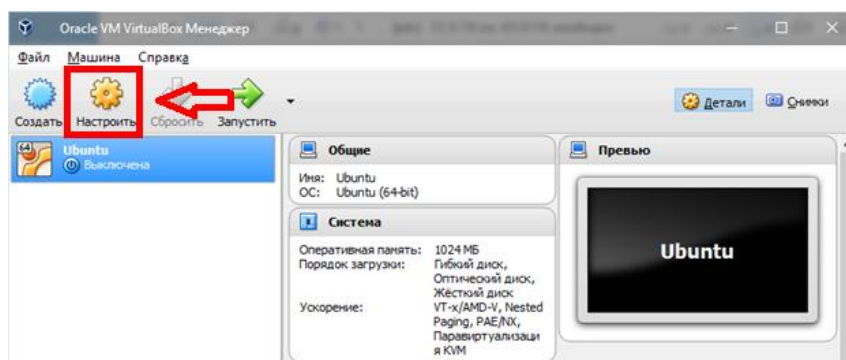 Oracle VM VirtualBox Менеджер
Файл Машина Справка
Создать Настроить Сбросить Запустить
Детали Снимки
64
Ubuntu
Выключена
Общие
Имя: Ubuntu
ОС: Ubuntu (64-bit)
Система
Оперативная память: 1024 МБ
Порядок загрузки: Гибкий диск,
Оптический диск,
Жёсткий диск
Ускорение: VT-x/AMD-V, Nested
Paging, PAE/NX,
Паравиртуализаци
я KVM
Превью
Ubuntu